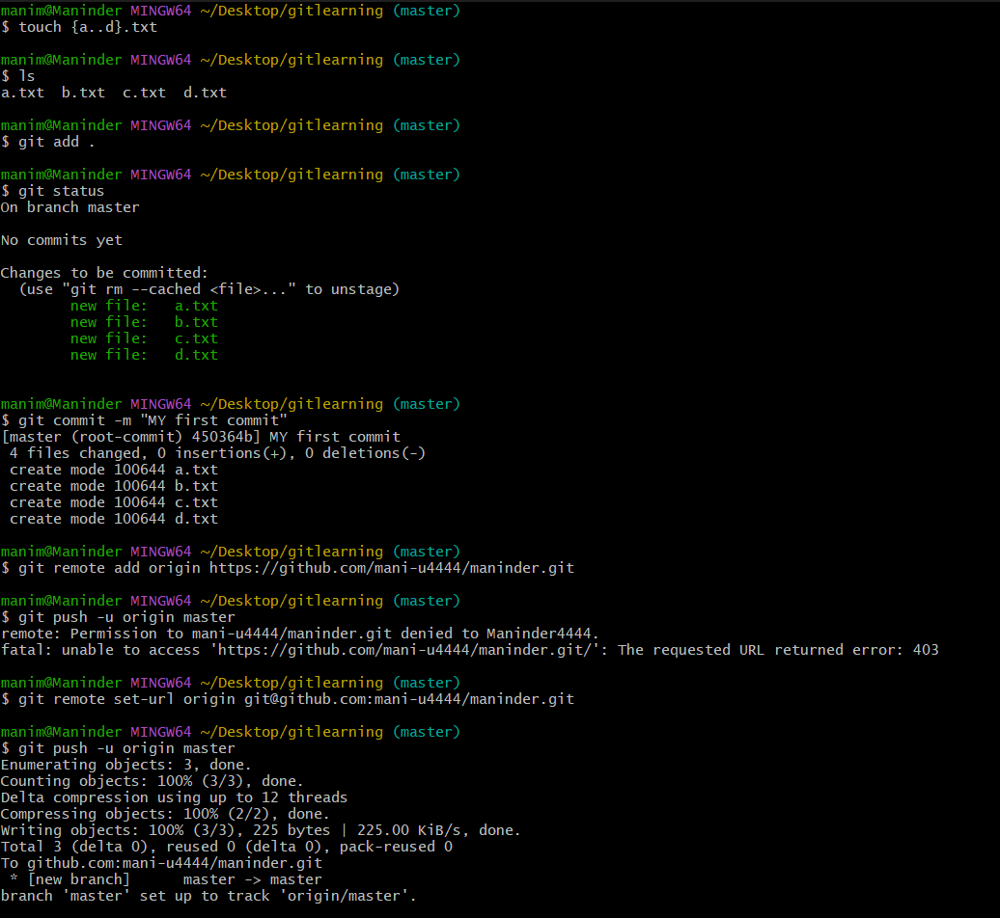 manim@Maninder MINGW64 ~/Desktop/gitlearning (master)
$ touch {a..d}.txt
manim@Maninder MINGW64 ~/Desktop/gitlearning (master)
$ ls
a.txt  b.txt  c.txt  d.txt
manim@Maninder MINGW64 ~/Desktop/gitlearning (master)
$ git add .
manim@Maninder MINGW64 ~/Desktop/gitlearning (master)
$ git status
On branch master
No commits yet
Changes to be committed:
  (use "git rm --cached <file>..." to unstage)
        new file:   a.txt
        new file:   b.txt
        new file:   c.txt
        new file:   d.txt
manim@Maninder MINGW64 ~/Desktop/gitlearning (master)
$ git commit -m "MY first commit"
[master (root-commit) 450364b] MY first commit
 4 files changed, 0 insertions(+), 0 deletions(-)
 create mode 100644 a.txt
 create mode 100644 b.txt
 create mode 100644 c.txt
 create mode 100644 d.txt
manim@Maninder MINGW64 ~/Desktop/gitlearning (master)
$ git remote add origin https://github.com/mani-u4444/maninder.git
manim@Maninder MINGW64 ~/Desktop/gitlearning (master)
$ git push -u origin master
remote: Permission to mani-u4444/maninder.git denied to Maninder4444.
fatal: unable to access 'https://github.com/mani-u4444/maninder.git/': The requested URL returned error: 403
manim@Maninder MINGW64 ~/Desktop/gitlearning (master)
$ git remote set-url origin git@github.com:mani-u4444/maninder.git
manim@Maninder MINGW64 ~/Desktop/gitlearning (master)
$ git push -u origin master
Enumerating objects: 3, done.
Counting objects: 100% (3/3), done.
Delta compression using up to 12 threads
Compressing objects: 100% (2/2), done.
Writing objects: 100% (3/3), 225 bytes | 225.00 KiB/s, done.
Total 3 (delta 0), reused 0 (delta 0), pack-reused 0
To github.com:mani-u4444/maninder.git
 * [new branch]      master -> master
branch 'master' set up to track 'origin/master'.